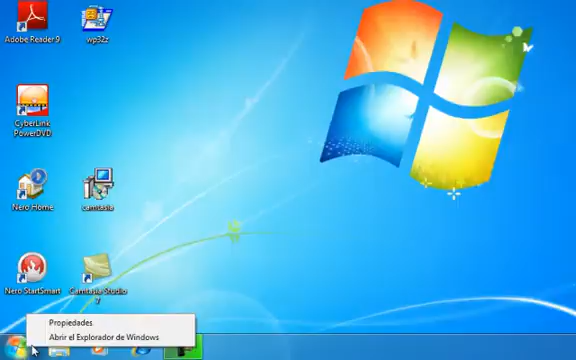 Adobe Reader 9
wp32z
CyberLink
PowerDVD
Nero Home
camtasia
Nero StartSmart
Camtasia Studio
7
Propiedades
Abrir el Explorador de Windows